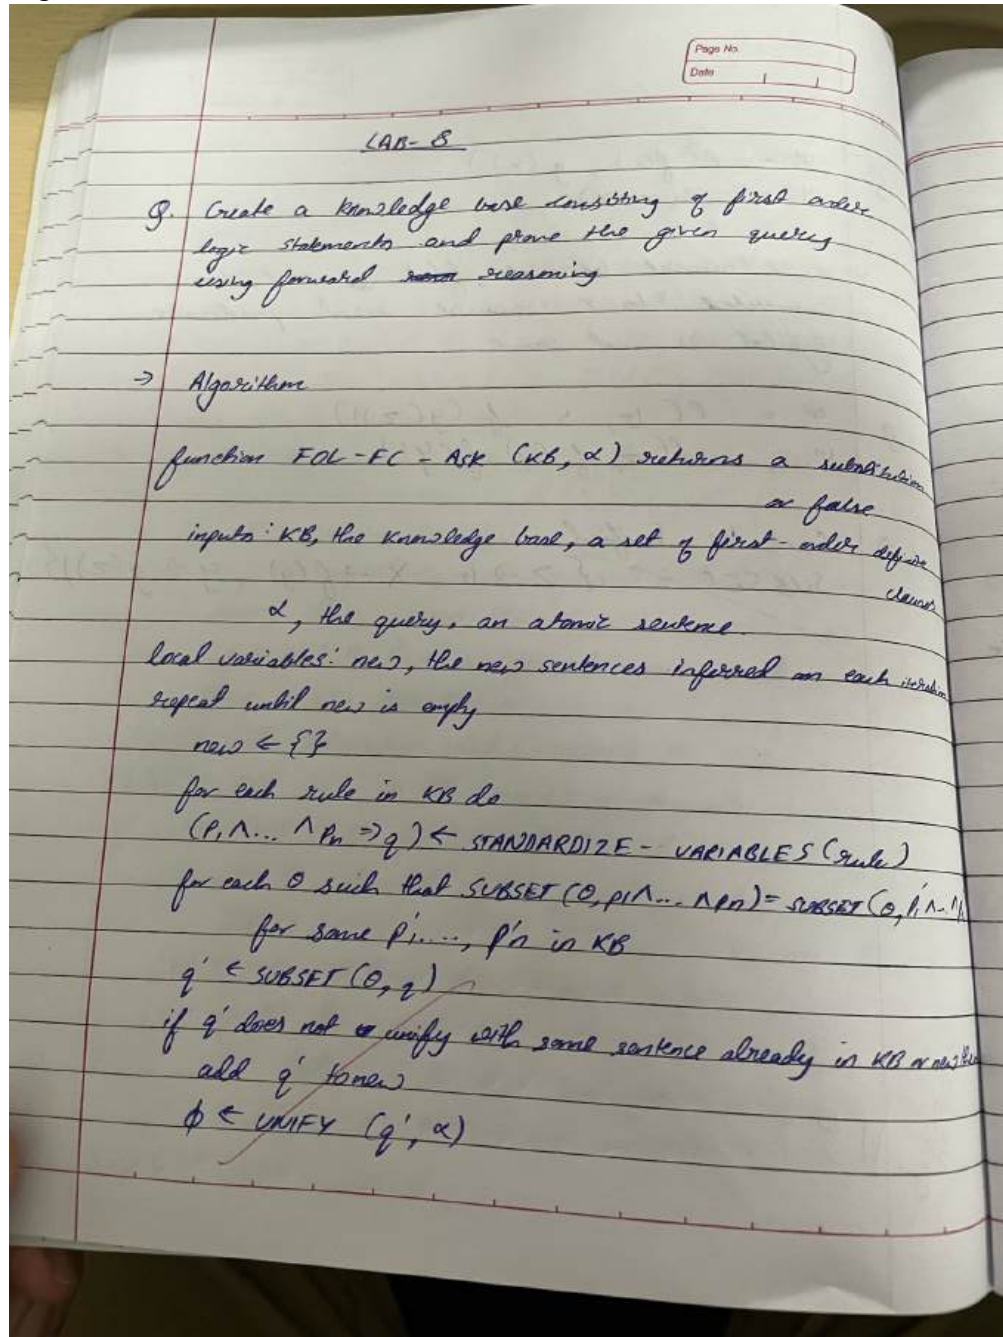 Page No.
Date
LAB- 8
Q. Create a knowledge base consisting of first order
logic statements and prove the given query
using forward reasoning
→ Algorithm
function FOL-FC-Ask (KB, α) returns a substitution
or false
inputs: KB, the knowledge base, a set of first-order definite
clauses
α, the query, an atomic sentence.
local variables: new, the new sentences inferred on each iteration
repeat until new is empty
new ← {}
for each rule in KB do
(P1 ∧... ∧ Pn => q) ← STANDARDIZE- VARIABLES (rule)
for each θ such that SUBSET (θ, p1∧... ∧pn) = SUBSET (θ, p'1∧..∧
for some p'1...., p'n in KB
q' ← SUBSET (θ, q)
if q' does not unify with some sentence already in KB or new
add q' to new
ϕ ← UNIFY (q', α)